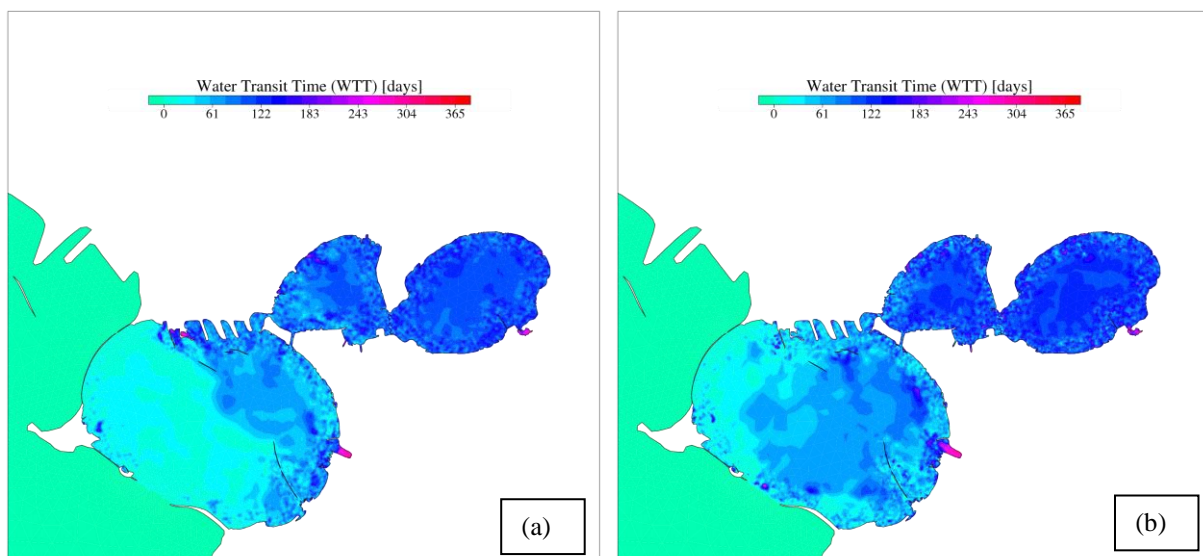 Water Transit Time (WTT) [days]
0 61 122 183 243 304 365
(a)
Water Transit Time (WTT) [days]
0 61 122 183 243 304 365
(b)